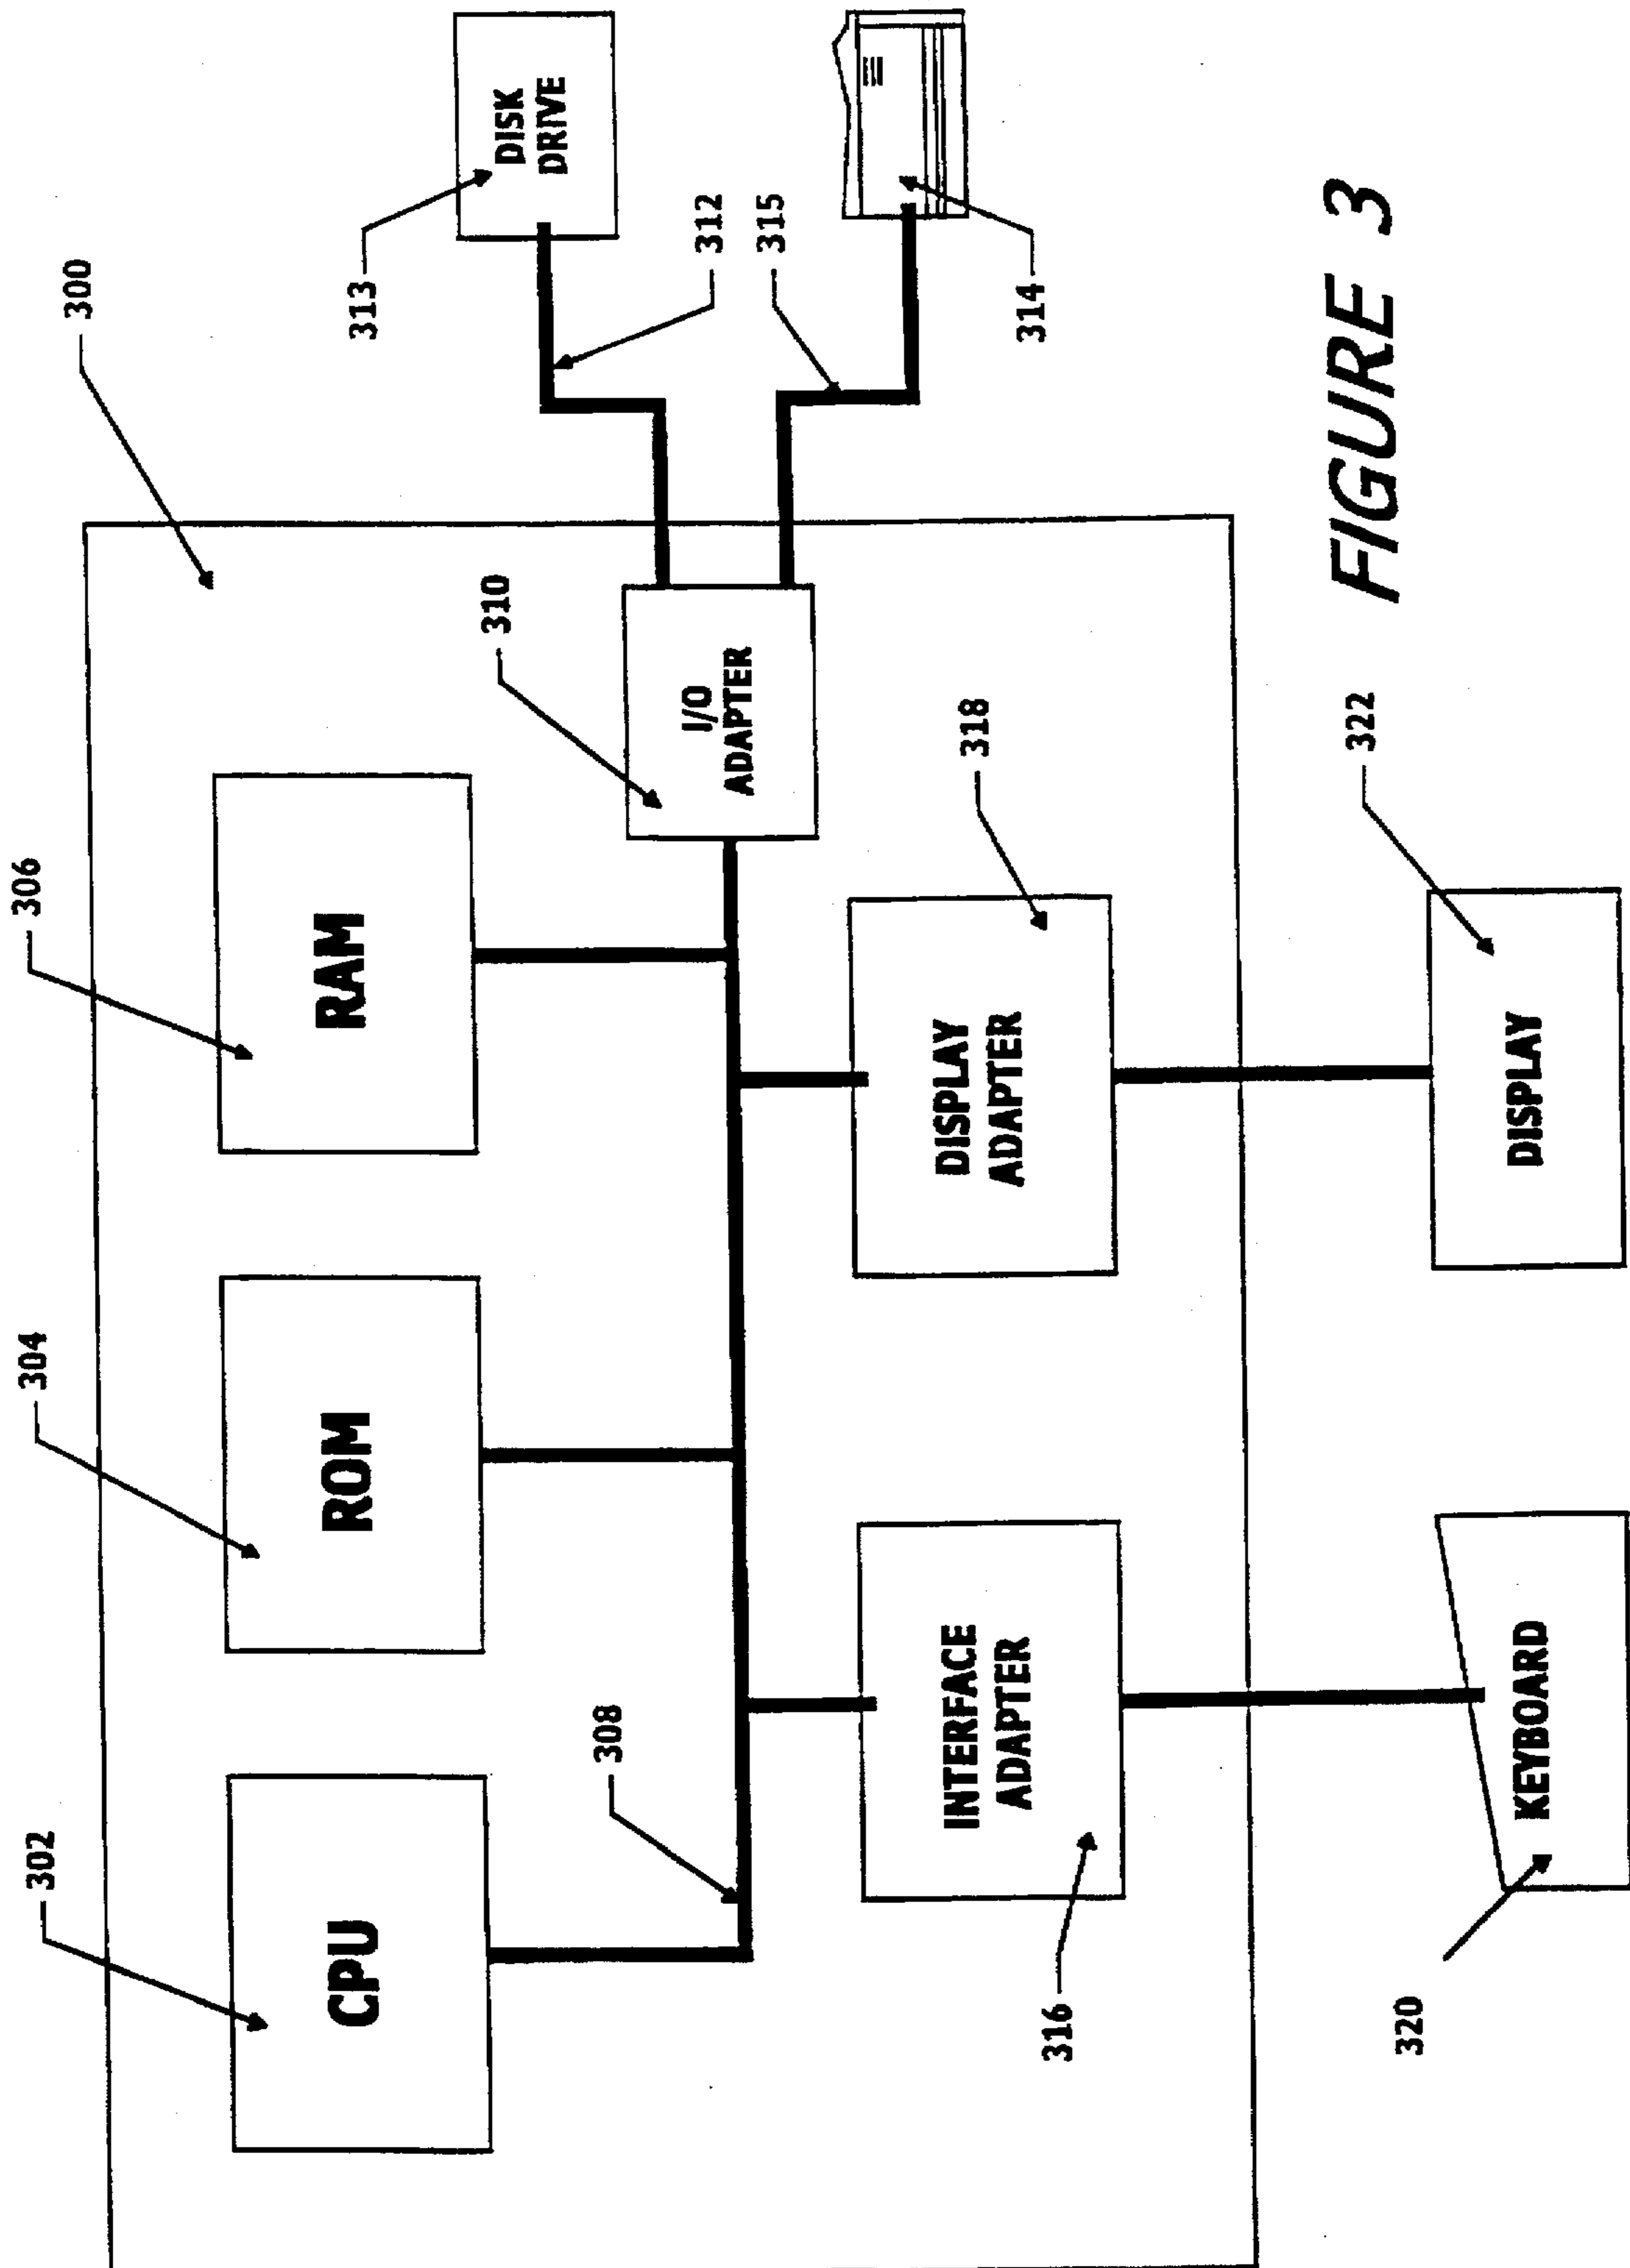 300
302
304
306
CPU
ROM
RAM
308
310
I/O
ADAPTER
313
DISK
DRIVE
312
315
314
316
INTERFACE
ADAPTER
318
DISPLAY
ADAPTER
320
KEYBOARD
322
DISPLAY
FIGURE 3